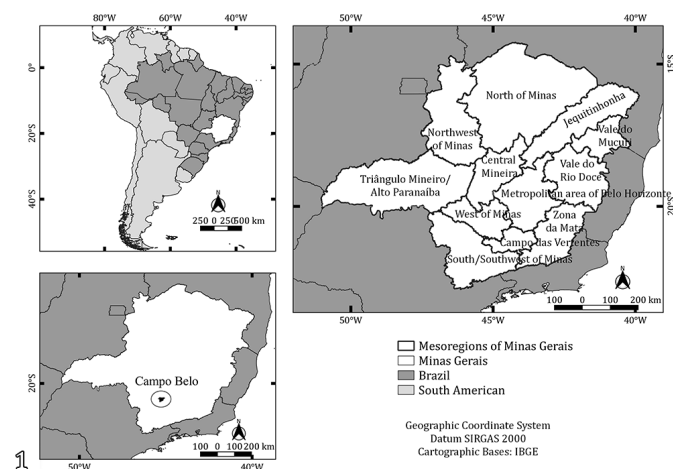 80°W 60°W 40°W
0°
20°S
40°S
N
250 0 250 500 km
50°W 45°W 40°W
15°S
20°S
North of Minas
Jequitinhonha
Northwest
of Minas
Vale do
Mucuri
Central
Mineira
Vale do
Rio Doce
Triângulo Mineiro/
Alto Paranaíba
Metropolitan area of Belo Horizonte
West of Minas
Zona
da Mata
Campo das Vertentes
South/Southwest of Minas
N
100 0 100 200 km
50°W 45°W 40°W
20°S
Campo Belo
N
100 0 100 200 km
50°W 40°W
Mesoregions of Minas Gerais
Minas Gerais
Brazil
South American
Geographic Coordinate System
Datum SIRGAS 2000
Cartographic Bases: IBGE
1